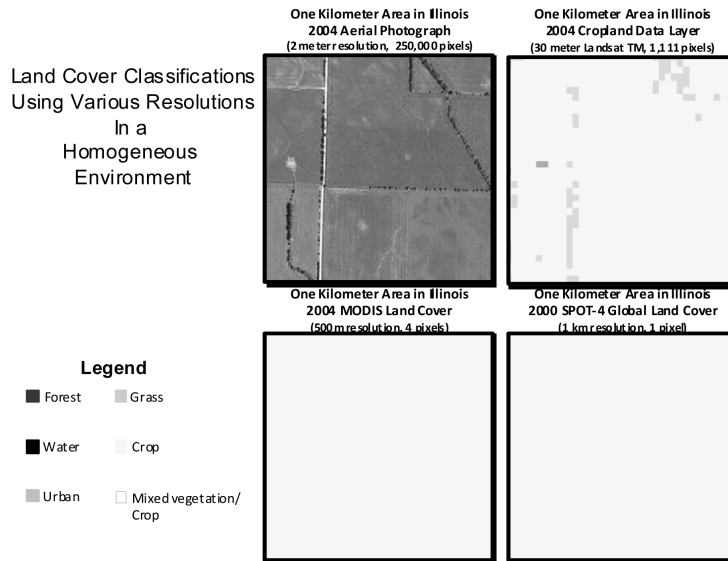 Land Cover Classifications
Using Various Resolutions
In a
Homogeneous
Environment
One Kilometer Area in Illinois
2004 Aerial Photograph
(2 meter resolution, 250,000 pixels)
One Kilometer Area in Illinois
2004 Cropland Data Layer
(30 meter Landsat TM, 1,111 pixels)
One Kilometer Area in Illinois
2004 MODIS Land Cover
(500 m resolution, 4 pixels)
One Kilometer Area in Illinois
2000 SPOT-4 Global Land Cover
(1 km resolution, 1 pixel)
Legend
Forest
Grass
Water
Crop
Urban
Mixed vegetation/
Crop